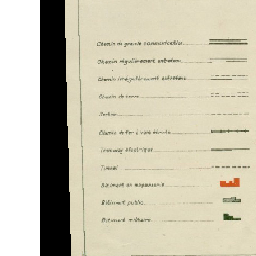 Chemin de grande communication
Chemin régulièrement entretenu
Chemin irrégulièrement entretenu
Chemin de terre
Sentier
Chemin de fer à voie étroite
Tramway électrique
Tunnel
Bâtiment en maçonnerie
Bâtiment public
Bâtiment militaire